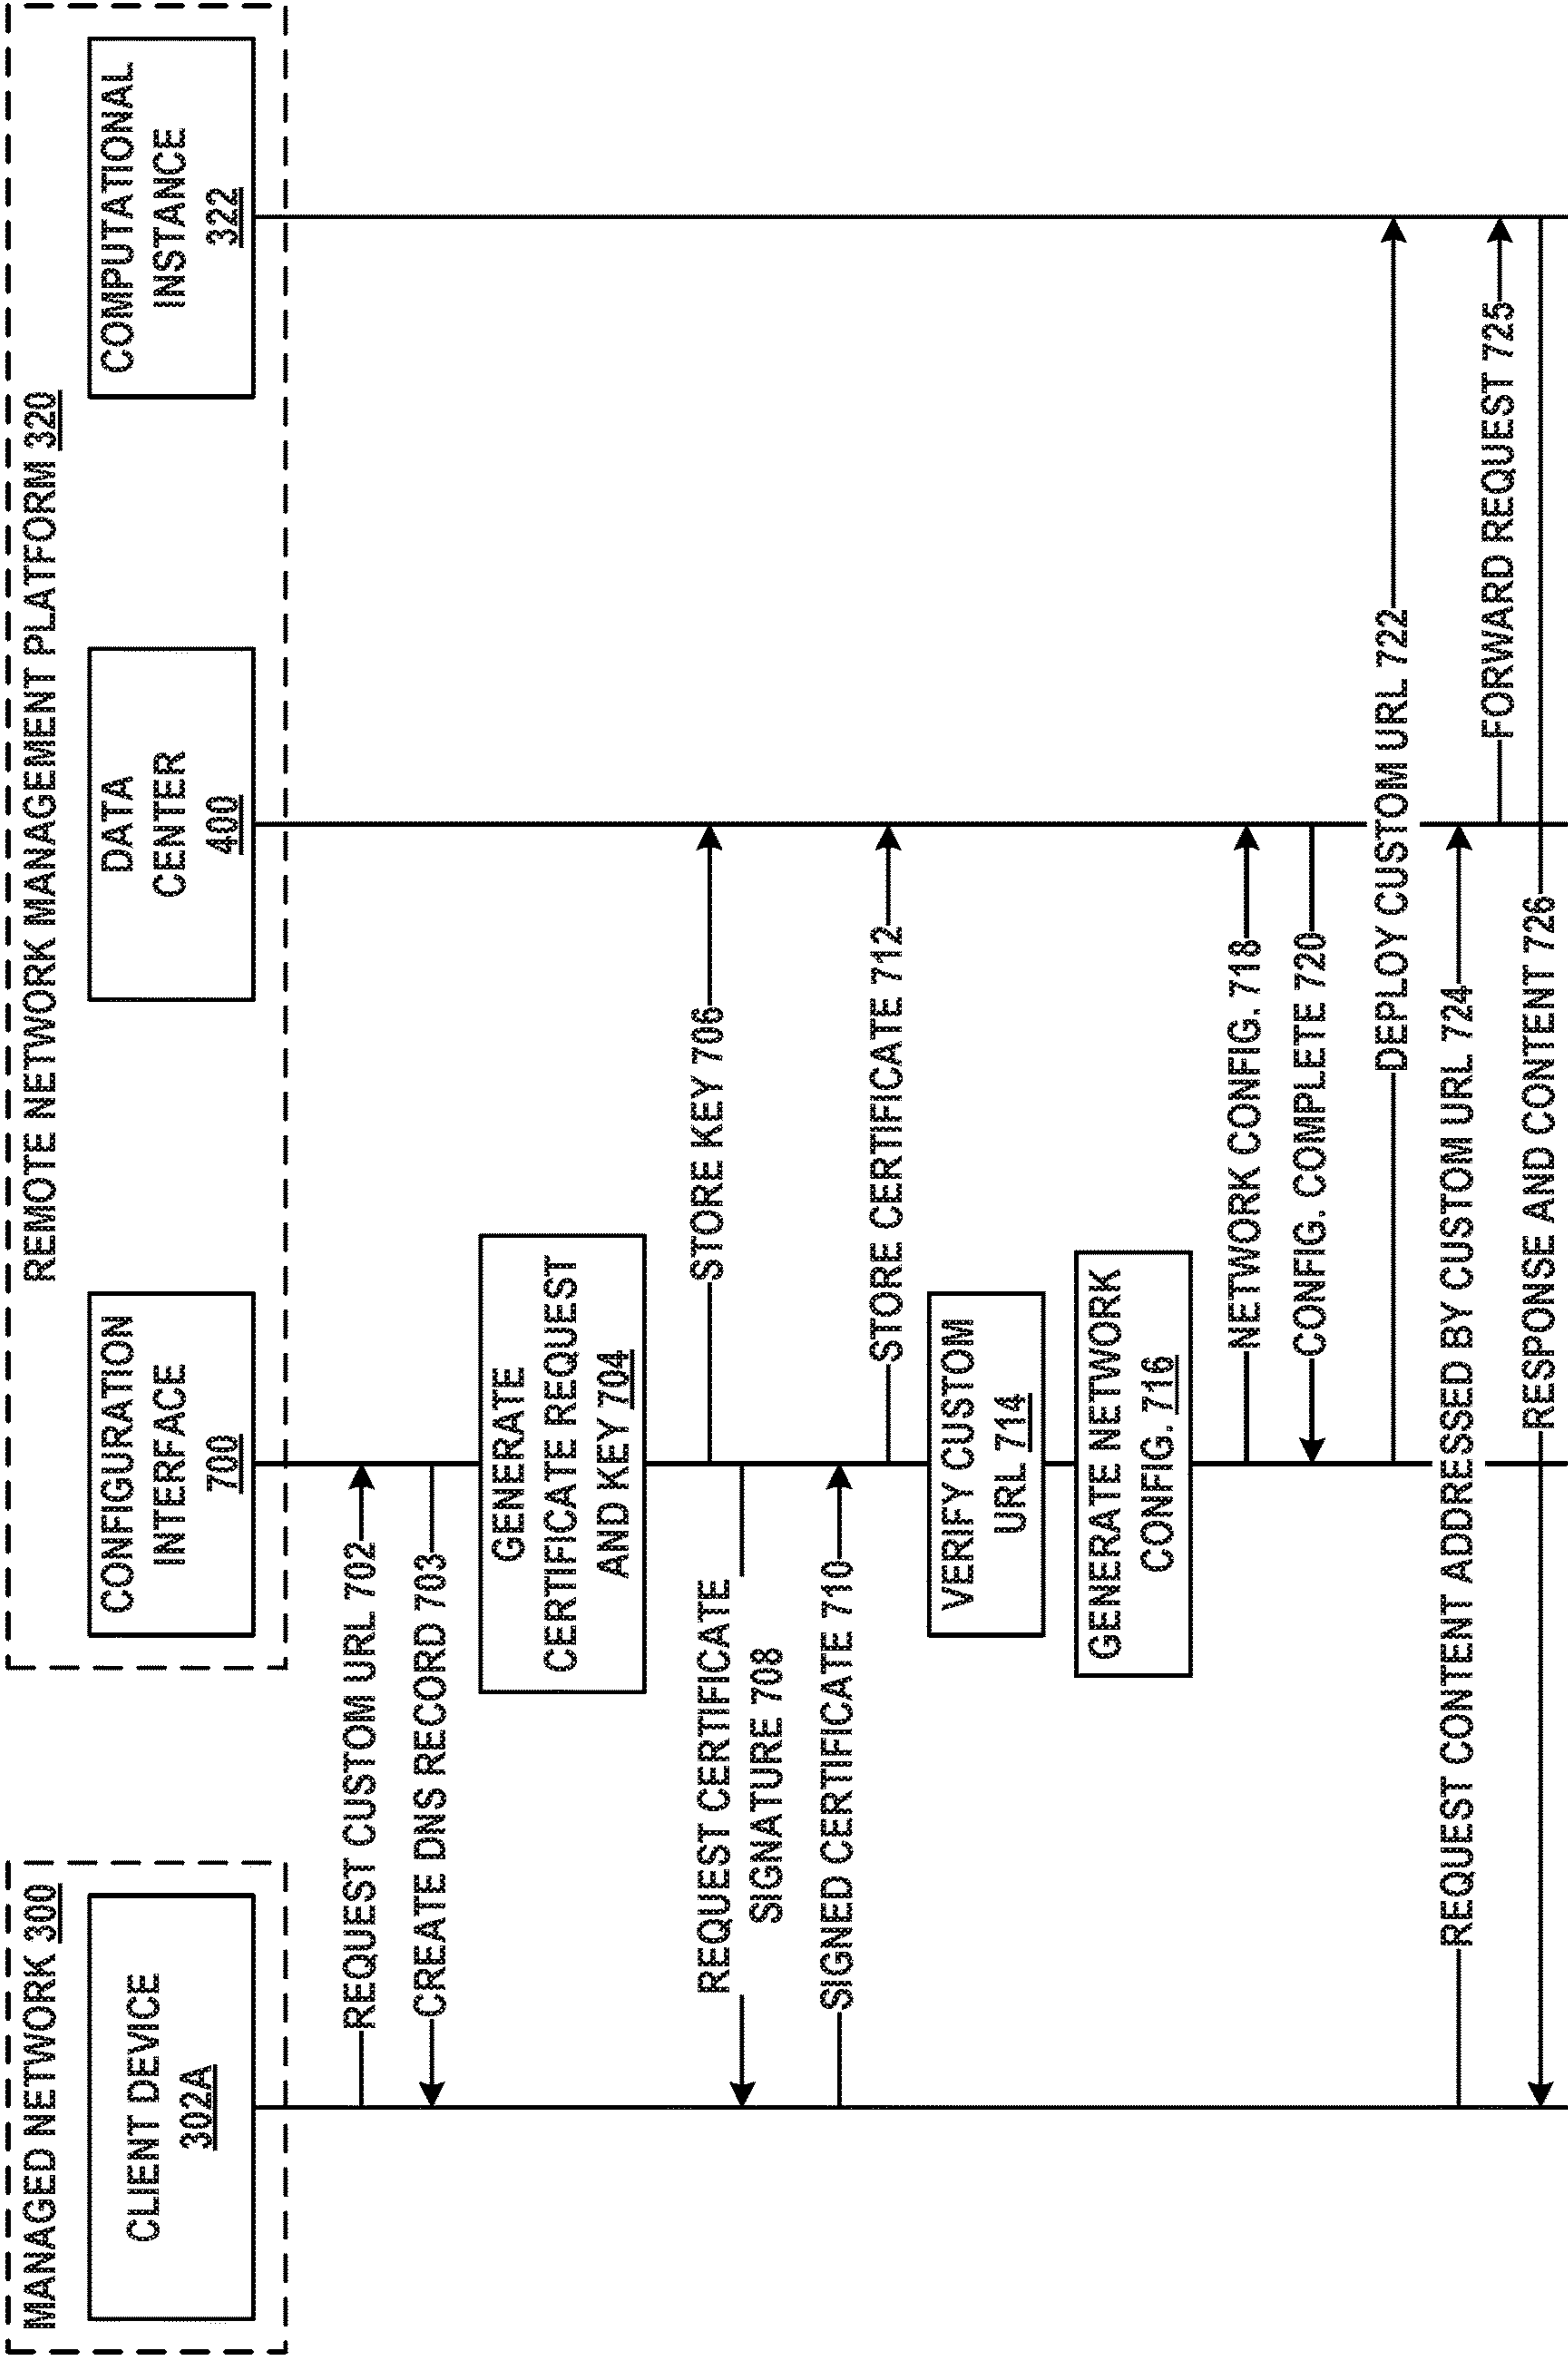 MANAGED NETWORK 300
CLIENT DEVICE
302A
REMOTE NETWORK MANAGEMENT PLATFORM 320
CONFIGURATION
INTERFACE
700
DATA
CENTER
400
COMPUTATIONAL
INSTANCE
322
REQUEST CUSTOM URL 702
CREATE DNS RECORD 703
GENERATE
CERTIFICATE REQUEST
AND KEY 704
STORE KEY 706
REQUEST CERTIFICATE
SIGNATURE 708
SIGNED CERTIFICATE 710
STORE CERTIFICATE 712
VERIFY CUSTOM
URL 714
GENERATE NETWORK
CONFIG. 716
NETWORK CONFIG. 718
CONFIG. COMPLETE 720
DEPLOY CUSTOM URL 722
REQUEST CONTENT ADDRESSED BY CUSTOM URL 724
FORWARD REQUEST 725
RESPONSE AND CONTENT 726